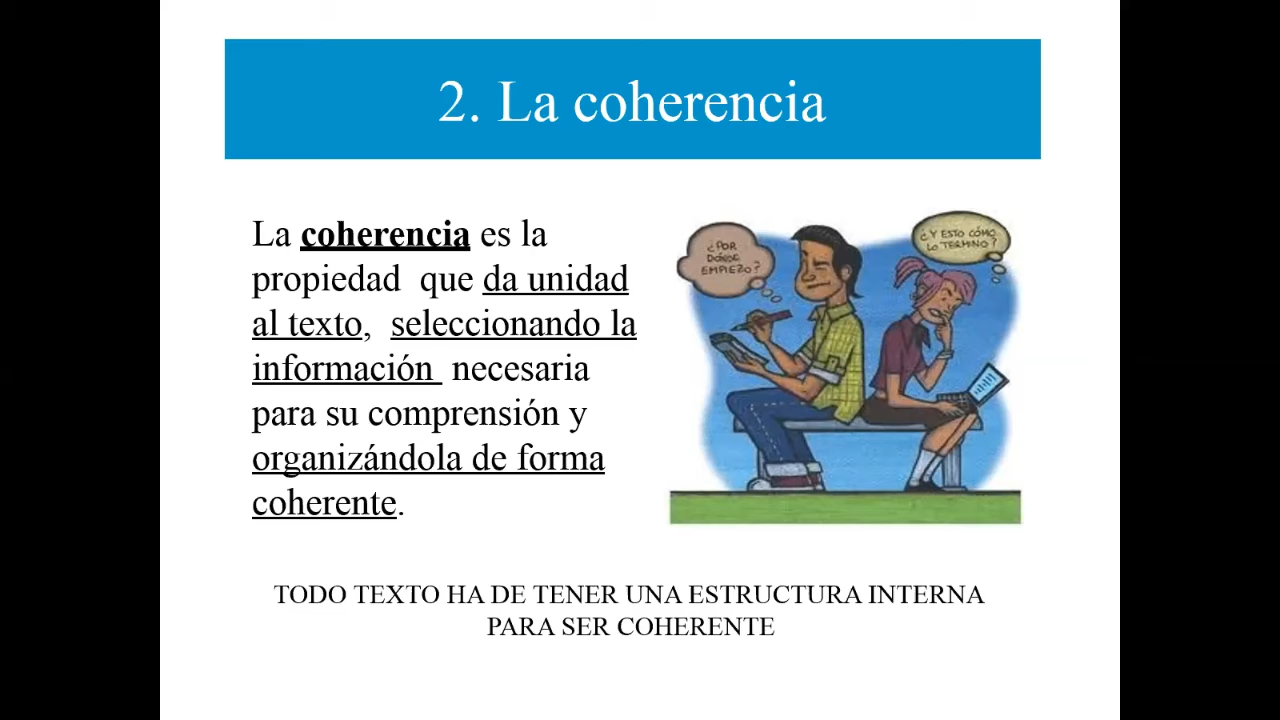 2. La coherencia
La coherencia es la
propiedad que da unidad
al texto, seleccionando la
información necesaria
para su comprensión y
organizándola de forma
coherente.
¿POR
DÓNDE
EMPIEZO?
¿Y ESTO CÓMO
LO TERMINO?
TODO TEXTO HA DE TENER UNA ESTRUCTURA INTERNA
PARA SER COHERENTE